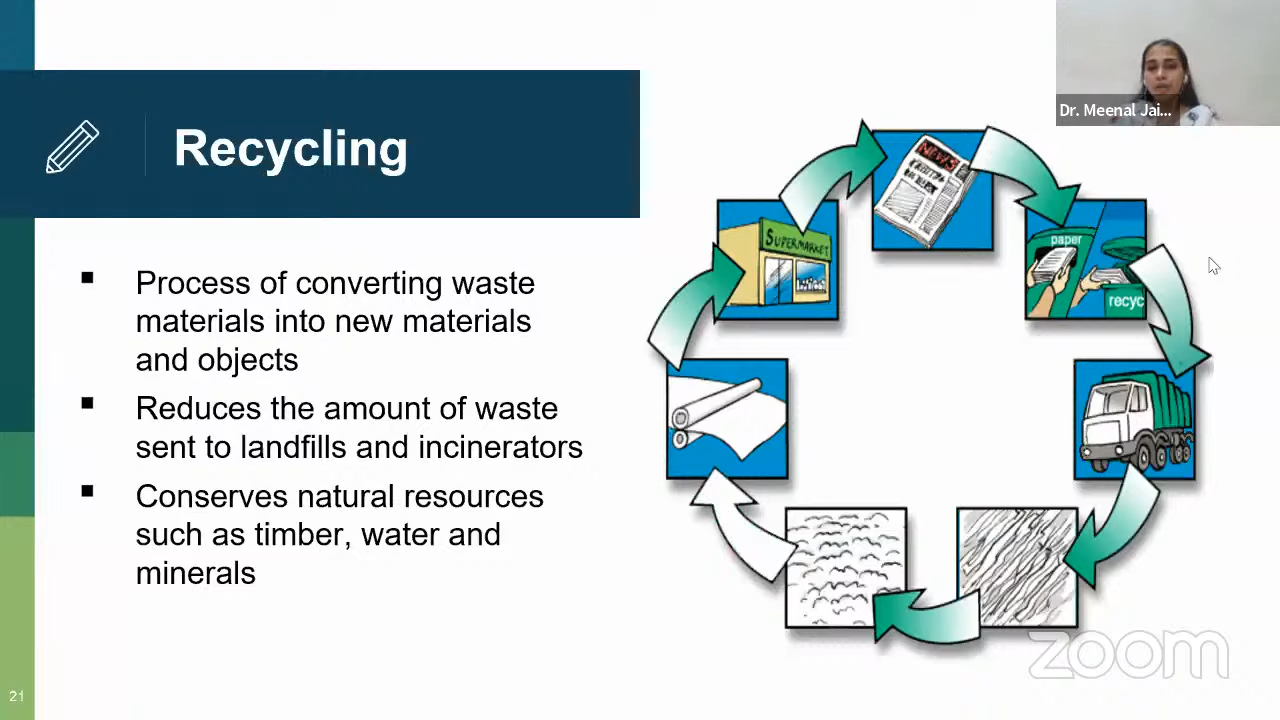 Dr. Meenal Jai...
Recycling
▪ Process of converting waste
materials into new materials
and objects
▪ Reduces the amount of waste
sent to landfills and incinerators
▪ Conserves natural resources
such as timber, water and
minerals
NEWS
SUPERMARKET
paper
recyc
zoom
21